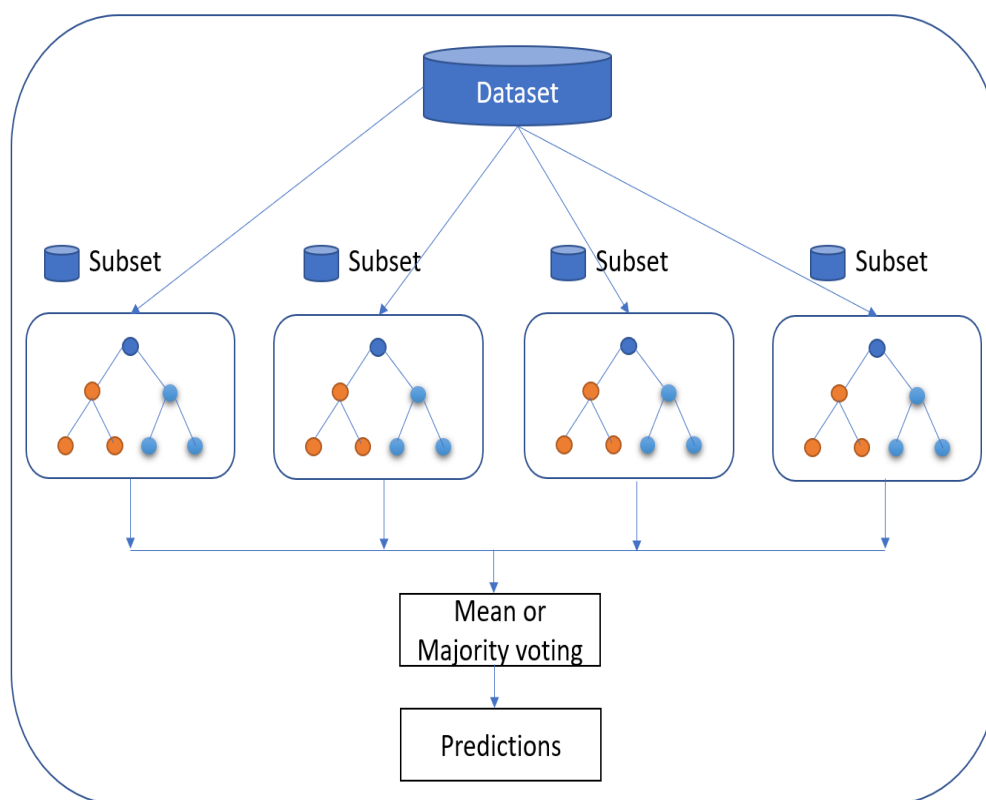 Dataset
Subset
Subset
Subset
Subset
Mean or
Majority voting
Predictions